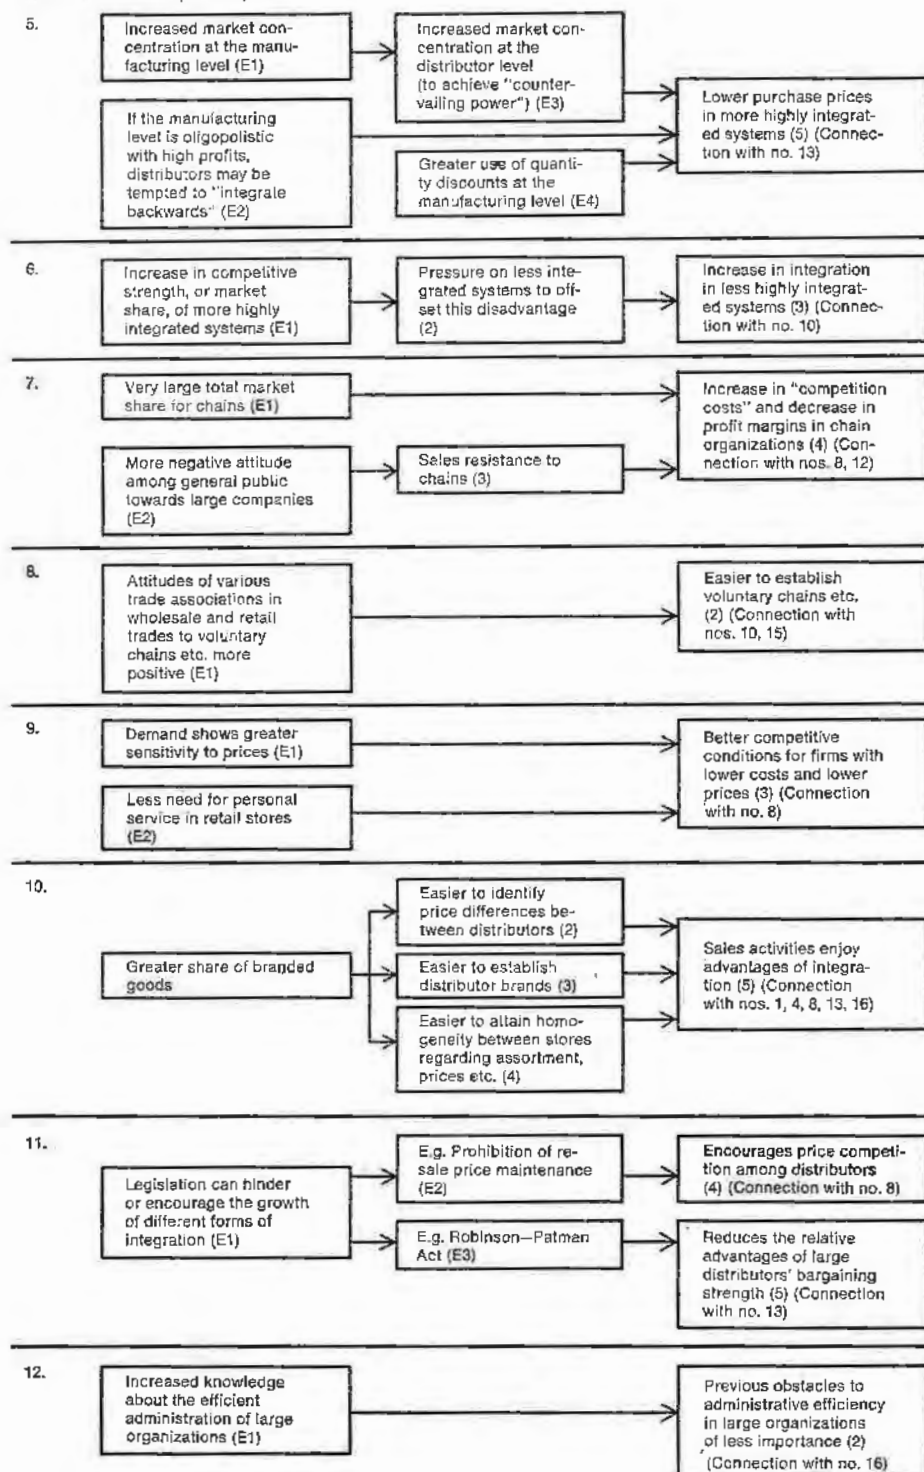 5.
Increased market con-
centration at the manu-
facturing level (E1)
Increased market con-
centration at the
distributor level
(to achieve "counter-
vailing power") (E3)
If the manufacturing
level is oligopolistic
with high profits,
distributors may be
tempted to "integrate
backwards" (E2)
Greater use of quanti-
ty discounts at the
manufacturing level (E4)
Lower purchase prices
in more highly integrat-
ed systems (5) (Connec-
tion with no. 13)
6.
Increase in competitive
strength, or market
share, of more highly
integrated systems (E1)
Pressure on less inte-
grated systems to off-
set this disadvantage
(2)
Increase in integration
in less highly integrat-
ed systems (3) (Connec-
tion with no. 10)
7.
Very large total market
share for chains (E1)
More negative attitude
among general public
towards large companies
(E2)
Sales resistance to
chains (3)
Increase in "competition
costs" and decrease in
profit margins in chain
organizations (4) (Con-
nection with nos. 8, 12)
8.
Attitudes of various
trade associations in
wholesale and retail
trades to voluntary
chains etc. more
positive (E1)
Easier to establish
voluntary chains etc.
(2) (Connection with
nos. 10, 15)
9.
Demand shows greater
sensitivity to prices (E1)
Less need for personal
service in retail stores
(E2)
Better competitive
conditions for firms with
lower costs and lower
prices (3) (Connection
with no. 8)
10.
Greater share of branded
goods
Easier to identify
price differences be-
tween distributors (2)
Easier to establish
distributor brands (3)
Easier to attain homo-
geneity between stores
regarding assortment,
prices etc. (4)
Sales activities enjoy
advantages of integra-
tion (5) (Connection
with nos. 1, 4, 8, 13, 16)
11.
Legislation can hinder
or encourage the growth
of different forms of
integration (E1)
E.g. Prohibition of re-
sale price maintenance
(E2)
E.g. Robinson—Patman
Act (E3)
Encourages price competi-
tion among distributors
(4) (Connection with no. 8)
Reduces the relative
advantages of large
distributors' bargaining
strength (5) (Connection
with no. 13)
12.
Increased knowledge
about the efficient
administration of large
organizations (E1)
Previous obstacles to
administrative efficiency
in large organizations
of less importance (2)
(Connection with no. 16)